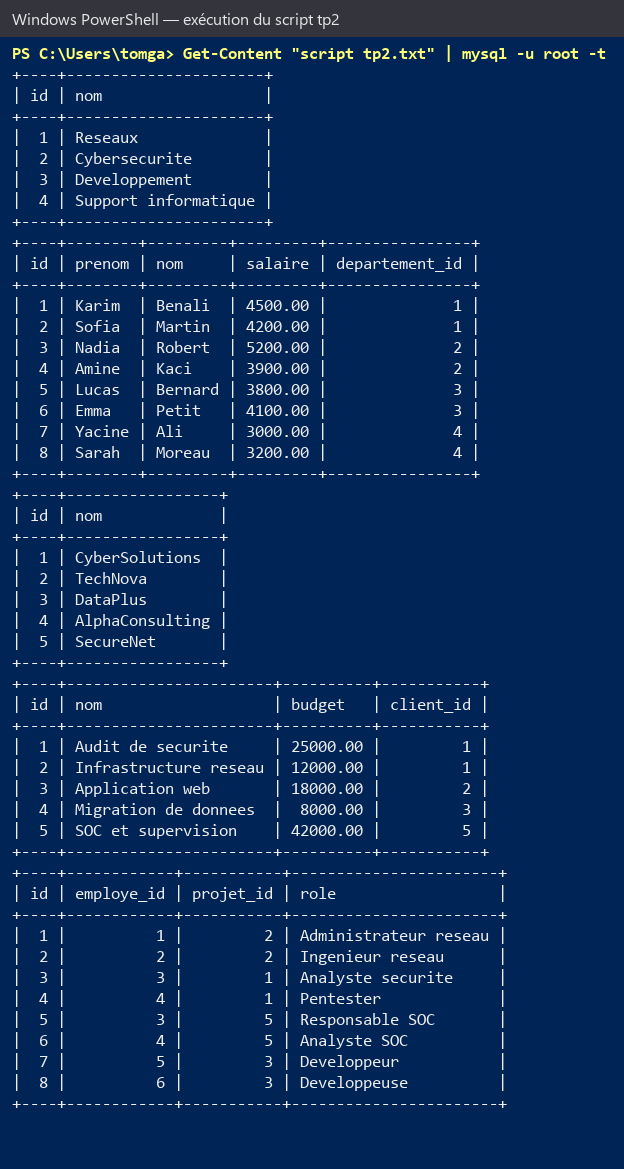 Windows PowerShell — exécution du script tp2
PS C:\Users\tomga> Get-Content "script tp2.txt" | mysql -u root -t
+----+----------------------+
| id | nom                  |
+----+----------------------+
|  1 | Reseaux              |
|  2 | Cybersecurite        |
|  3 | Developpement        |
|  4 | Support informatique |
+----+----------------------+
+----+--------+---------+---------+----------------+
| id | prenom | nom     | salaire | departement_id |
+----+--------+---------+---------+----------------+
|  1 | Karim  | Benali  | 4500.00 |              1 |
|  2 | Sofia  | Martin  | 4200.00 |              1 |
|  3 | Nadia  | Robert  | 5200.00 |              2 |
|  4 | Amine  | Kaci    | 3900.00 |              2 |
|  5 | Lucas  | Bernard | 3800.00 |              3 |
|  6 | Emma   | Petit   | 4100.00 |              3 |
|  7 | Yacine | Ali     | 3000.00 |              4 |
|  8 | Sarah  | Moreau  | 3200.00 |              4 |
+----+--------+---------+---------+----------------+
+----+-----------------+
| id | nom             |
+----+-----------------+
|  1 | CyberSolutions  |
|  2 | TechNova        |
|  3 | DataPlus        |
|  4 | AlphaConsulting |
|  5 | SecureNet       |
+----+-----------------+
+----+-----------------------+----------+-----------+
| id | nom                   | budget   | client_id |
+----+-----------------------+----------+-----------+
|  1 | Audit de securite     | 25000.00 |         1 |
|  2 | Infrastructure reseau | 12000.00 |         1 |
|  3 | Application web       | 18000.00 |         2 |
|  4 | Migration de donnees  |  8000.00 |         3 |
|  5 | SOC et supervision    | 42000.00 |         5 |
+----+-----------------------+----------+-----------+
+----+------------+-----------+-----------------------+
| id | employe_id | projet_id | role                  |
+----+------------+-----------+-----------------------+
|  1 |          1 |         2 | Administrateur reseau |
|  2 |          2 |         2 | Ingenieur reseau      |
|  3 |          3 |         1 | Analyste securite     |
|  4 |          4 |         1 | Pentester             |
|  5 |          3 |         5 | Responsable SOC       |
|  6 |          4 |         5 | Analyste SOC          |
|  7 |          5 |         3 | Developpeur           |
|  8 |          6 |         3 | Developpeuse          |
+----+------------+-----------+-----------------------+